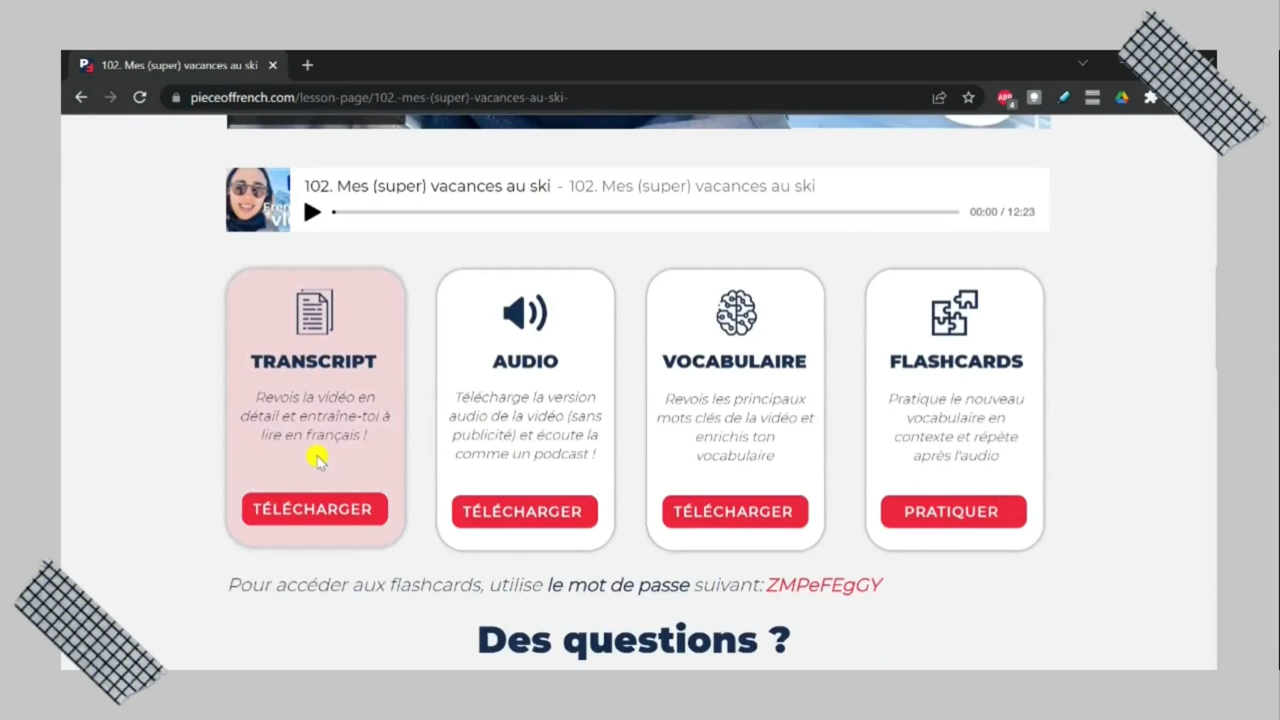 102. Mes (super) vacances au ski
pieceoffrench.com/lesson-page/102.-mes-(super)-vacances-au-ski-
ABP
4
102. Mes (super) vacances au ski - 102. Mes (super) vacances au ski
00:00 / 12:23
TRANSCRIPT
Revois la vidéo en
détail et entraîne-toi à
lire en français !
TÉLÉCHARGER
AUDIO
Télécharge la version
audio de la vidéo (sans
publicité) et écoute la
comme un podcast !
TÉLÉCHARGER
VOCABULAIRE
Revois les principaux
mots clés de la vidéo et
enrichis ton
vocabulaire
TÉLÉCHARGER
FLASHCARDS
Pratique le nouveau
vocabulaire en
contexte et répète
après l'audio
PRATIQUER
Pour accéder aux flashcards, utilise le mot de passe suivant: ZMPeFEgGY
Des questions ?